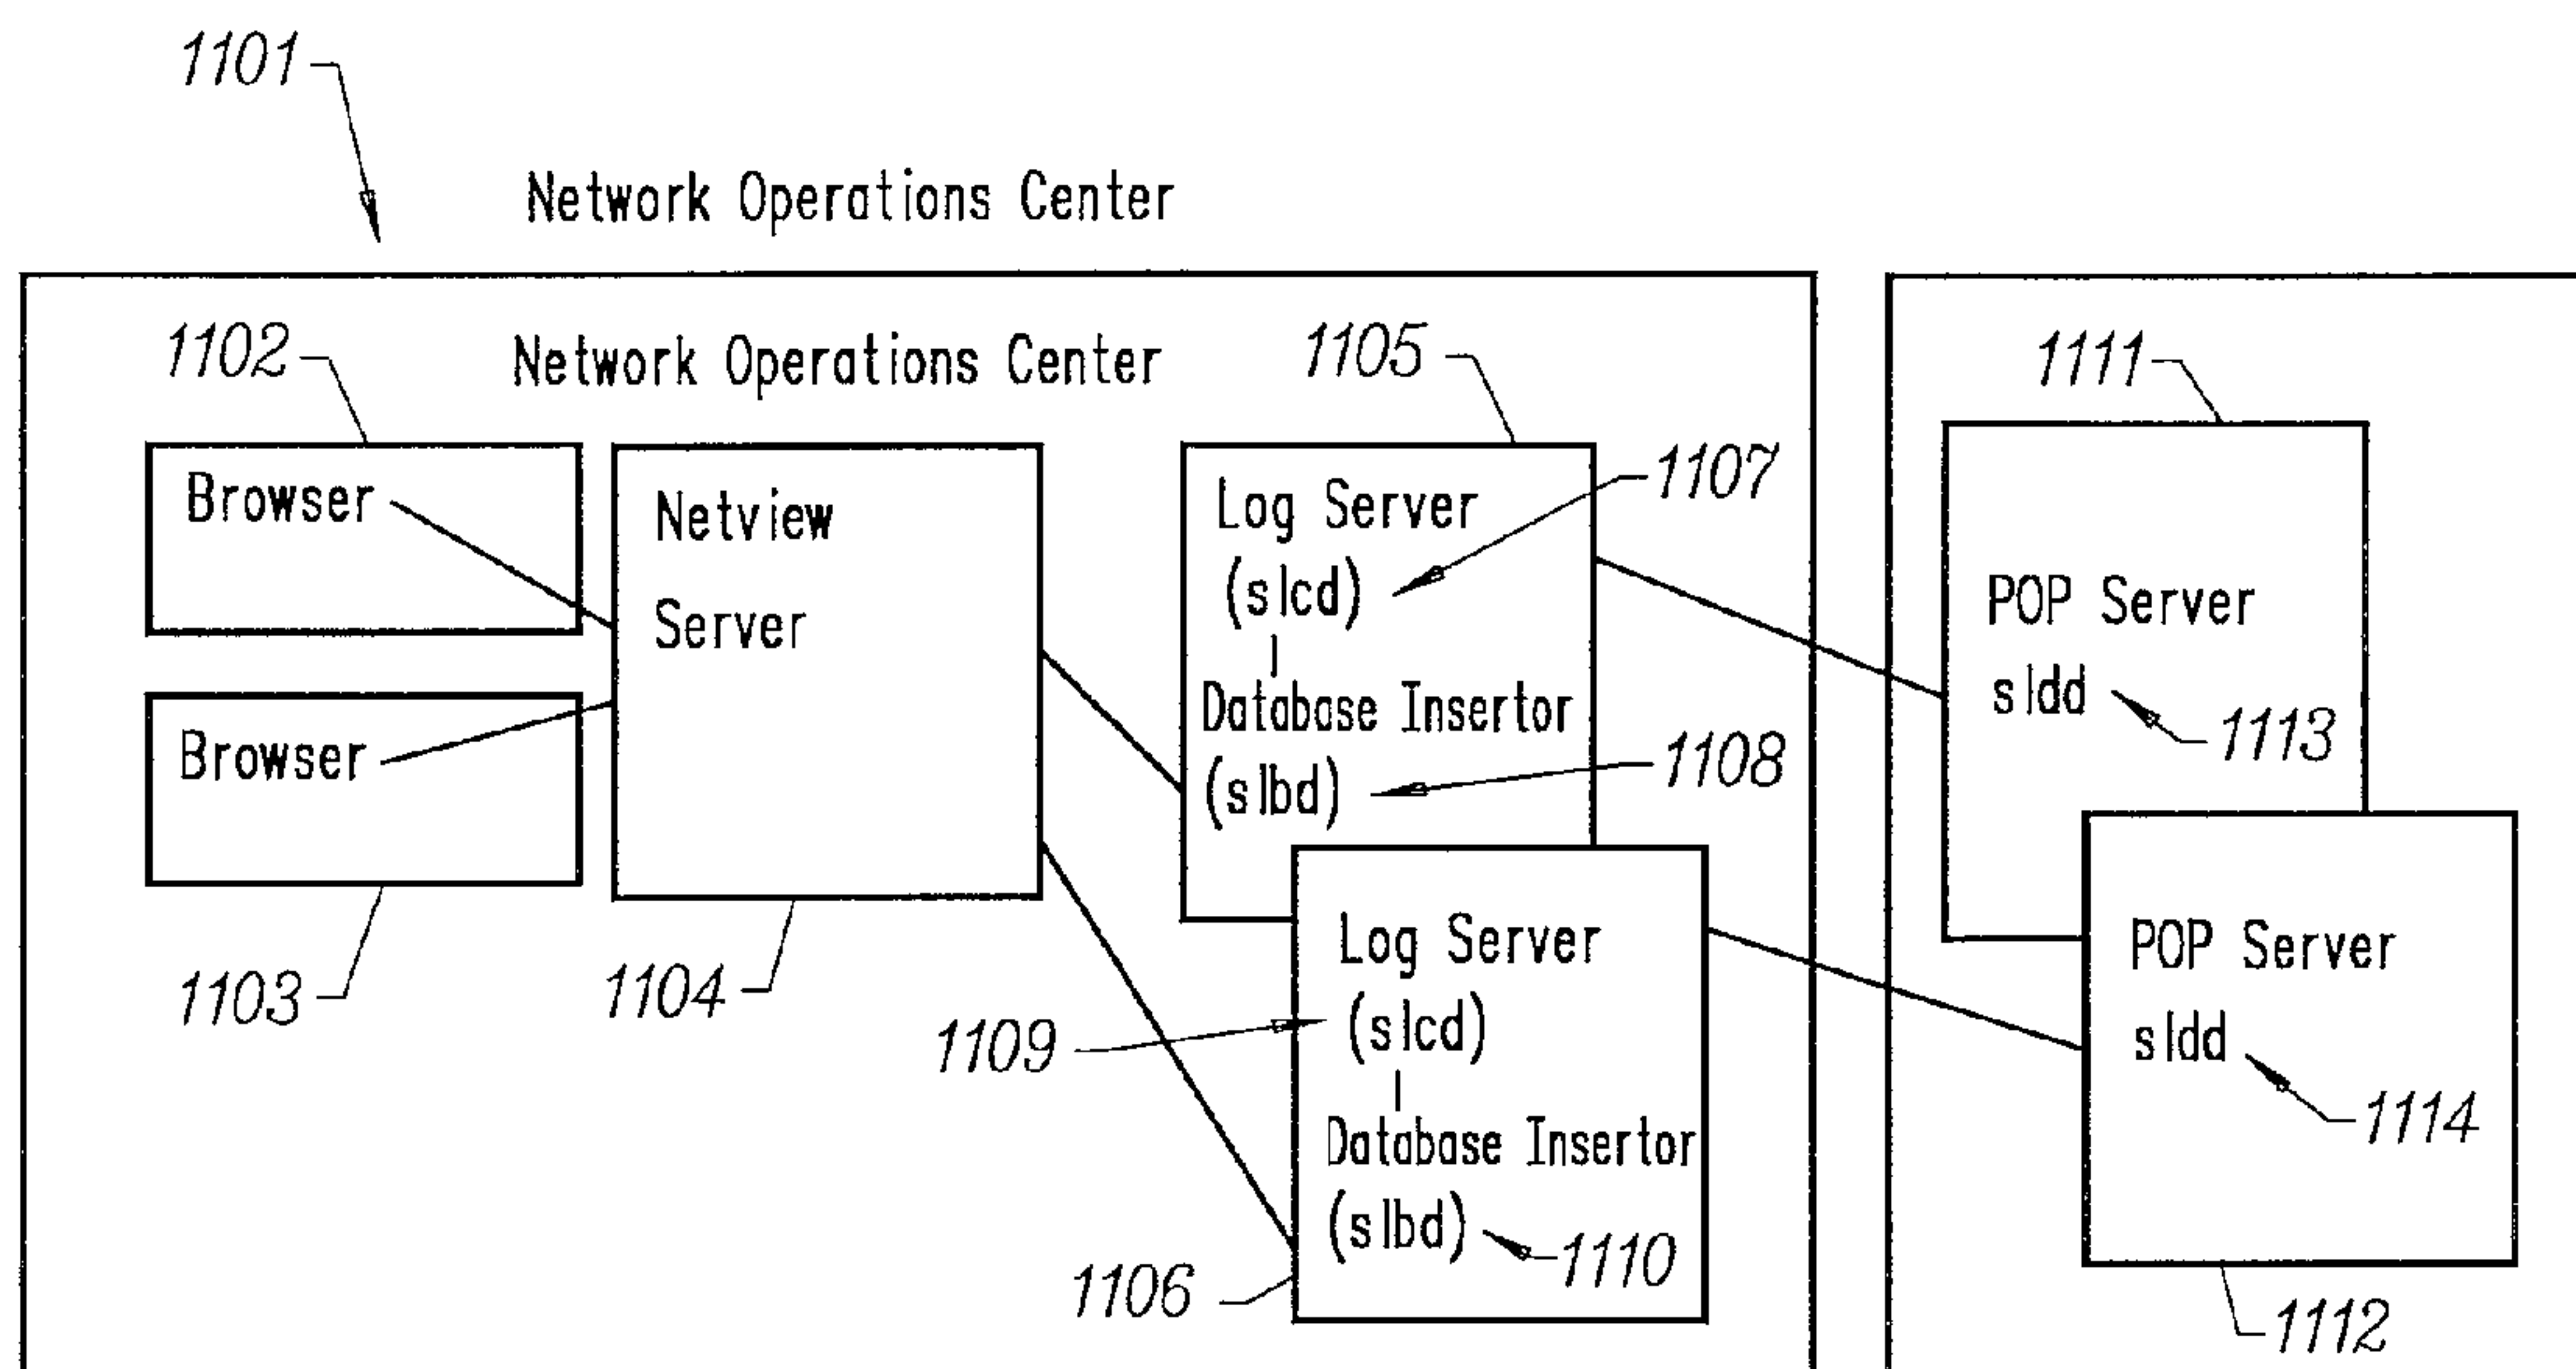 1101
Network Operations Center
1102
Network Operations Center
1105
1111
Browser
Netview
Server
Log Server
(slcd)
1107
Database Insertor
(slbd)
1108
POP Server
sldd
1113
Browser
1103
1104
Log Server
(slcd)
1109
Database Insertor
(slbd)
1110
1106
POP Server
sldd
1114
1112